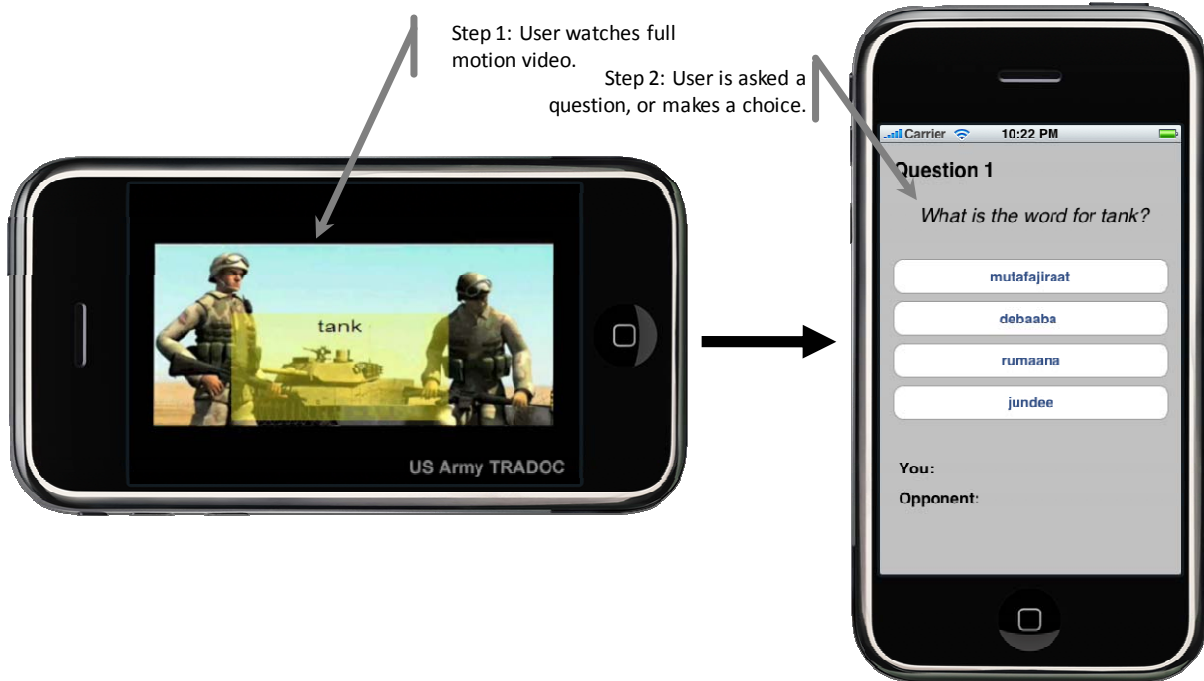 Step 1: User watches full
motion video.
Step 2: User is asked a
question, or makes a choice.
tank
US Army TRADOC
Carrier 10:22 PM
Question 1
What is the word for tank?
mutafajiraat
debaaba
rumaana
jundee
You:
Opponent: